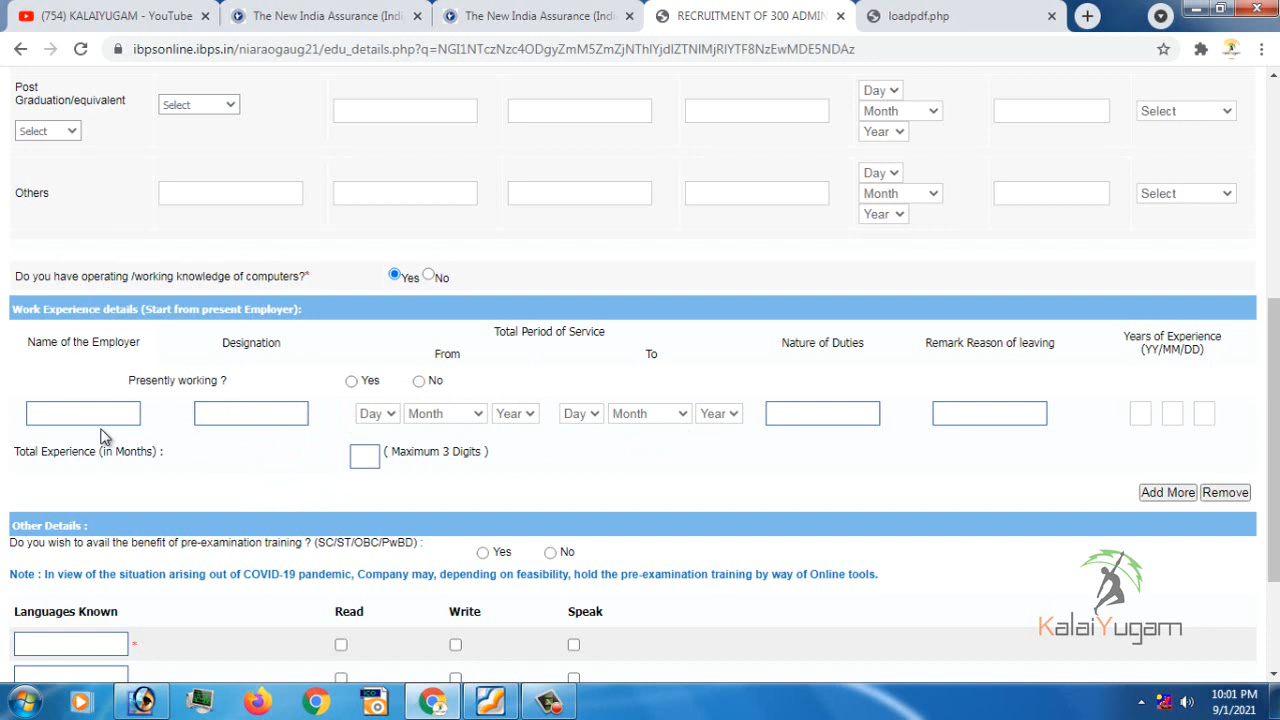 (754) KALAIYUGAM - YouTube
The New India Assurance
The New India Assurance (Indi
RECRUITMENT OF 300 ADMIN
loadpdf.php
ibpsonline.ibps.in/niaraogaug21/edu_details.php
Post
Graduation/equivalent
Select
Select
Day
Month
Year
Select
Others
Day
Month
Year
Select
Do you have operating /working knowledge of computers?*
Yes
No
Work Experience details (Start from present Employer):
Name of the Employer
Designation
Total Period of Service
From
To
Nature of Duties
Remark Reason of leaving
Years of Experience
(YY/MM/DD)
Presently working ?
Yes
No
Day
Month
Year
Day
Month
Year
Total Experience (in Months) :
( Maximum 3 Digits )
Add More
Remove
Other Details :
Do you wish to avail the benefit of pre-examination training ? (SC/ST/OBC/PwBD) :
Yes
No
Note : In view of the situation arising out of COVID-19 pandemic, Company may, depending on feasibility, hold the pre-examination training by way of Online tools.
KalaiYugam
Languages Known
Read
Write
Speak
*
10:01 PM
9/1/2021